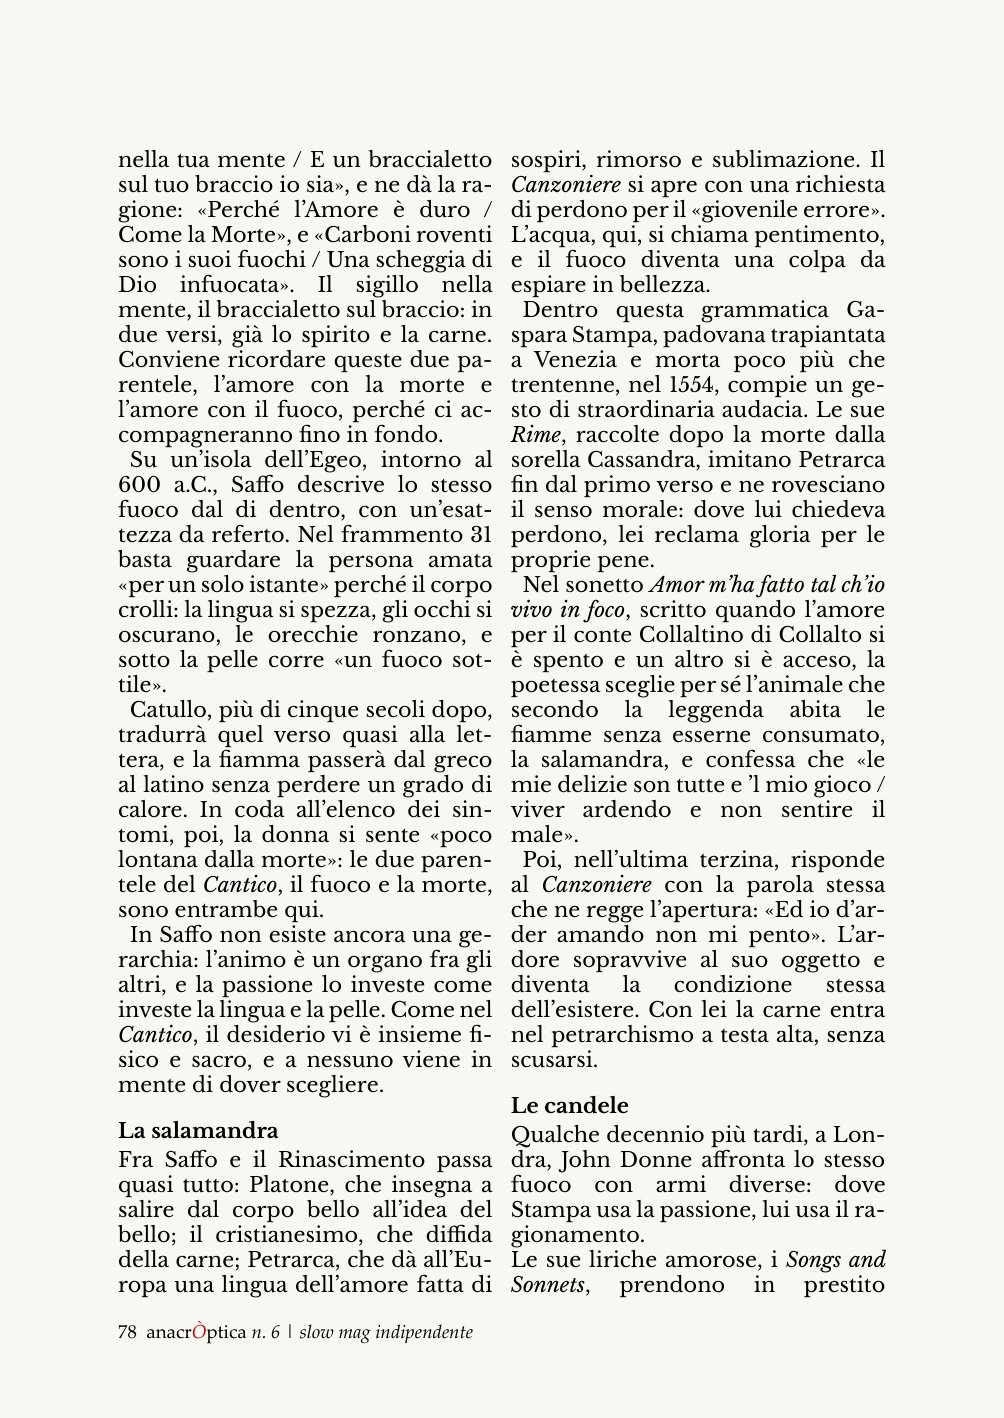 nella tua mente / E un braccialetto
sul tuo braccio io sia», e ne dà la ra-
gione: «Perché l’Amore è duro /
Come la Morte», e «Carboni roventi
sono i suoi fuochi / Una scheggia di
Dio infuocata». Il sigillo nella
mente, il braccialetto sul braccio: in
due versi, già lo spirito e la carne.
Conviene ricordare queste due pa-
rentele, l’amore con la morte e
l’amore con il fuoco, perché ci ac-
compagneranno fino in fondo.
Su un’isola dell’Egeo, intorno al
600 a.C., Saffo descrive lo stesso
fuoco dal di dentro, con un’esat-
tezza da referto. Nel frammento 31
basta guardare la persona amata
«per un solo istante» perché il corpo
crolli: la lingua si spezza, gli occhi si
oscurano, le orecchie ronzano, e
sotto la pelle corre «un fuoco sot-
tile».
Catullo, più di cinque secoli dopo,
tradurrà quel verso quasi alla let-
tera, e la fiamma passerà dal greco
al latino senza perdere un grado di
calore. In coda all’elenco dei sin-
tomi, poi, la donna si sente «poco
lontana dalla morte»: le due paren-
tele del Cantico, il fuoco e la morte,
sono entrambe qui.
In Saffo non esiste ancora una ge-
rarchia: l’animo è un organo fra gli
altri, e la passione lo investe come
investe la lingua e la pelle. Come nel
Cantico, il desiderio vi è insieme fi-
sico e sacro, e a nessuno viene in
mente di dover scegliere.
La salamandra
Fra Saffo e il Rinascimento passa
quasi tutto: Platone, che insegna a
salire dal corpo bello all’idea del
bello; il cristianesimo, che diffida
della carne; Petrarca, che dà all’Eu-
ropa una lingua dell’amore fatta di
sospiri, rimorso e sublimazione. Il
Canzoniere si apre con una richiesta
di perdono per il «giovenile errore».
L’acqua, qui, si chiama pentimento,
e il fuoco diventa una colpa da
espiare in bellezza.
Dentro questa grammatica Ga-
spara Stampa, padovana trapiantata
a Venezia e morta poco più che
trentenne, nel 1554, compie un ge-
sto di straordinaria audacia. Le sue
Rime, raccolte dopo la morte dalla
sorella Cassandra, imitano Petrarca
fin dal primo verso e ne rovesciano
il senso morale: dove lui chiedeva
perdono, lei reclama gloria per le
proprie pene.
Nel sonetto Amor m’ha fatto tal ch’io
vivo in foco, scritto quando l’amore
per il conte Collaltino di Collalto si
è spento e un altro si è acceso, la
poetessa sceglie per sé l’animale che
secondo la leggenda abita le
fiamme senza esserne consumato,
la salamandra, e confessa che «le
mie delizie son tutte e ’l mio gioco /
viver ardendo e non sentire il
male».
Poi, nell’ultima terzina, risponde
al Canzoniere con la parola stessa
che ne regge l’apertura: «Ed io d’ar-
der amando non mi pento». L’ar-
dore sopravvive al suo oggetto e
diventa la condizione stessa
dell’esistere. Con lei la carne entra
nel petrarchismo a testa alta, senza
scusarsi.
Le candele
Qualche decennio più tardi, a Lon-
dra, John Donne affronta lo stesso
fuoco con armi diverse: dove
Stampa usa la passione, lui usa il ra-
gionamento.
Le sue liriche amorose, i Songs and
Sonnets, prendono in prestito
78 anacrÒptica n. 6 | slow mag indipendente